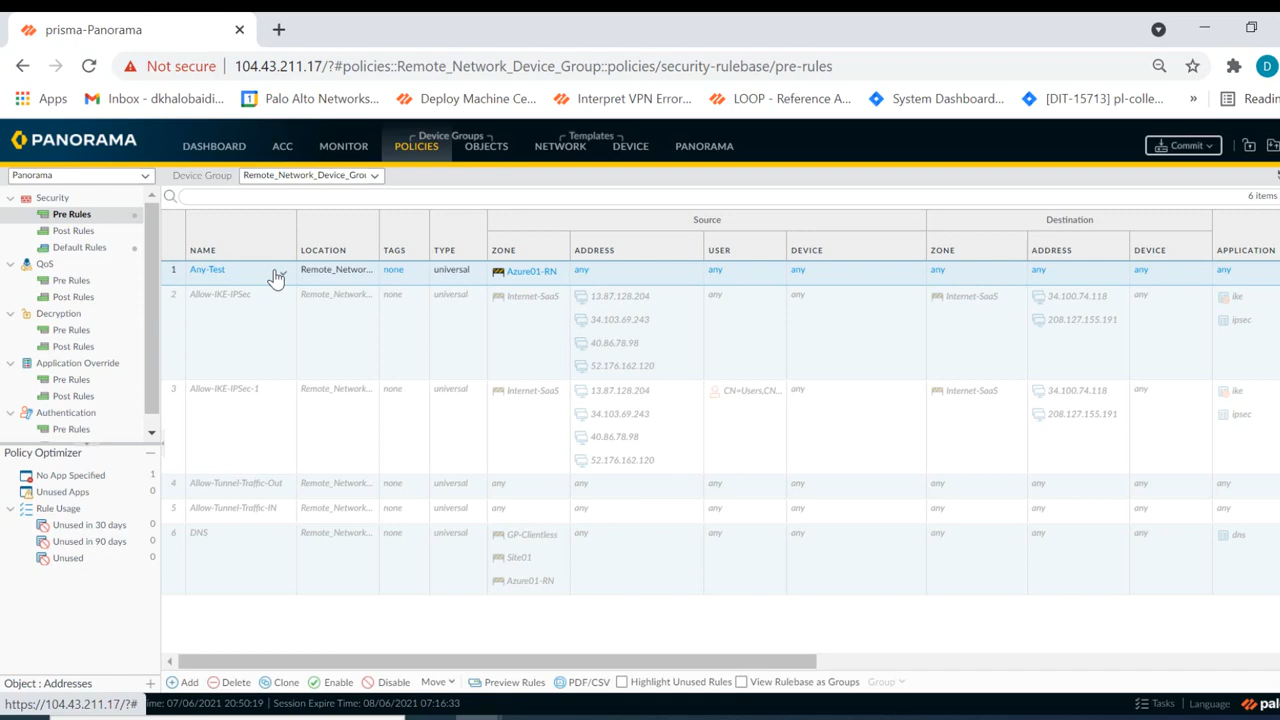 prisma-Panorama
Not secure 104.43.211.17/?#policies::Remote_Network_Device_Group::policies/security-rulebase/pre-rules D
Apps Inbox - dkhalobaidi... Palo Alto Networks... Deploy Machine Ce... Interpret VPN Error... LOOP - Reference A... System Dashboard... [DIT-15713] pl-colle... » Readin
PANORAMA DASHBOARD ACC MONITOR Device Groups POLICIES OBJECTS Templates NETWORK DEVICE PANORAMA Commit
Panorama Device Group Remote_Network_Device_Grou
6 items
Security
Pre Rules
Post Rules
Default Rules
QoS
Pre Rules
Post Rules
Decryption
Pre Rules
Post Rules
Application Override
Pre Rules
Post Rules
Authentication
Pre Rules
Policy Optimizer
No App Specified 1
Unused Apps 0
Rule Usage
Unused in 30 days 0
Unused in 90 days 0
Unused 0
Object : Addresses
Source Destination
NAME LOCATION TAGS TYPE ZONE ADDRESS USER DEVICE ZONE ADDRESS DEVICE APPLICATION
1 Any-Test Remote_Networ... none universal Azure01-RN any any any any any any any
2 Allow-IKE-IPSec Remote_Network... none universal Internet-SaaS 13.87.128.204 any any Internet-SaaS 34.100.74.118 any ike
34.103.69.243 208.127.155.191 ipsec
40.86.78.98
52.176.162.120
3 Allow-IKE-IPSec-1 Remote_Network... none universal Internet-SaaS 13.87.128.204 CN=Users,CN... any Internet-SaaS 34.100.74.118 any ike
34.103.69.243 208.127.155.191 ipsec
40.86.78.98
52.176.162.120
4 Allow-Tunnel-Traffic-Out Remote_Network... none universal any any any any any any any any
5 Allow-Tunnel-Traffic-IN Remote_Network... none universal any any any any any any any any
6 DNS Remote_Network... none universal GP-Clientless any any any any any any dns
Site01
Azure01-RN
Add Delete Clone Enable Disable Move Preview Rules PDF/CSV Highlight Unused Rules View Rulebase as Groups Group
https://104.43.211.17/?# Time: 07/06/2021 20:50:19 Session Expire Time: 08/06/2021 07:16:33 Tasks Language palo